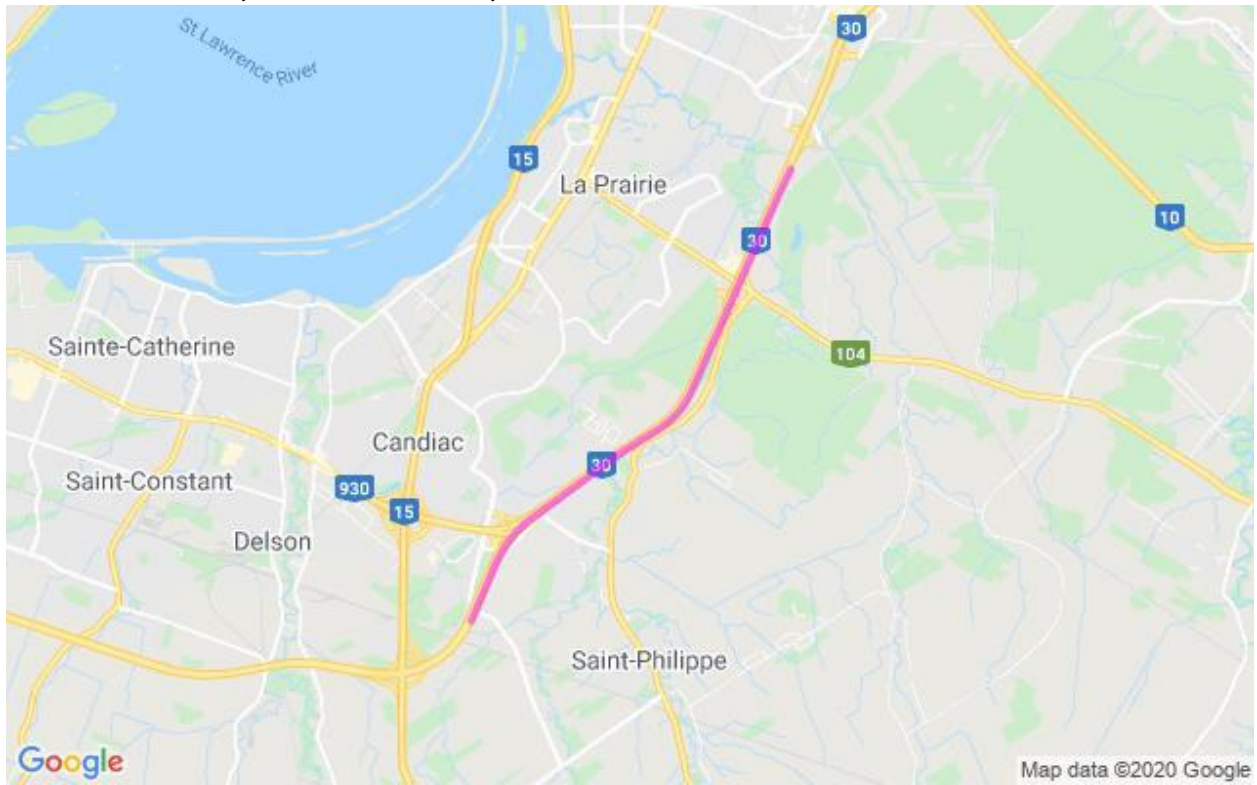 St Lawrence River
30
15
La Prairie
30
10
Sainte-Catherine
104
Candiac
30
Saint-Constant
930
15
Delson
Saint-Philippe
Google
Map data ©2020 Google